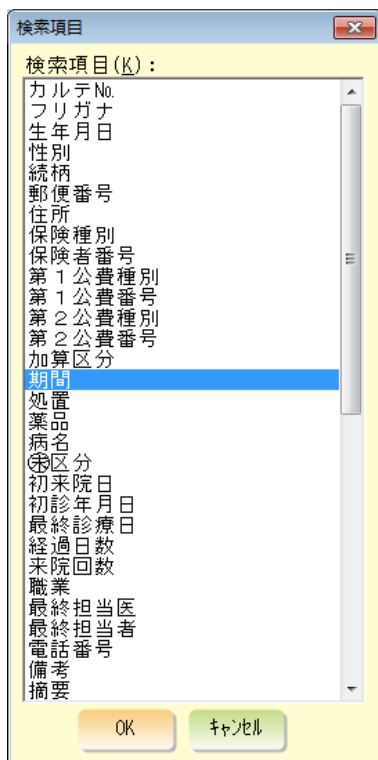 検索項目
検索項目(K):
カルテ№
フリガナ
生年月日
性別
続柄
郵便番号
住所
保険種別
保険者番号
第1公費種別
第1公費番号
第2公費種別
第2公費番号
加算区分
期間
処置
薬品
病名
区分
初来院日
初診年月日
最終診療日
経過日数
来院回数
職業
最終担当医
最終担当者
電話番号
備考
摘要
OK
キャンセル